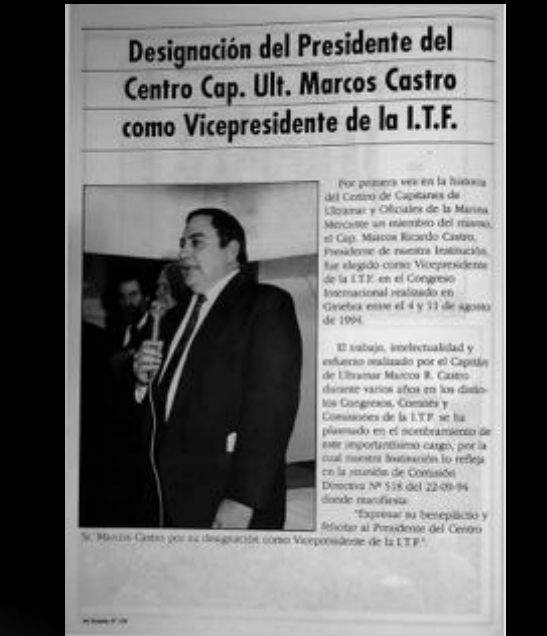 Designación del Presidente del
Centro Cap. Ult. Marcos Castro
como Vicepresidente de la I.T.F.
Por primera vez en la historia
del Centro de Capitanes de
Ultramar y Oficiales de la Marina
Mercante un miembro del mismo,
el Cap. Marcos Ricardo Castro,
Presidente de nuestra Institución,
fue elegido como Vicepresidente
de la I.T.F. en el Congreso
Internacional realizado en
Ginebra entre el 4 y 11 de agosto
de 1994.
El trabajo, intelectualidad y
esfuerzo realizado por el Capitán
de Ultramar Marcos R. Castro
durante varios años en los distin-
tos Congresos, Comités y
Comisiones de la I.T.F. se ha
plasmado en el nombramiento de
este importantísimo cargo, por la
cual nuestra Institución lo refleja
en la reunión de Comisión
Directiva Nº 518 del 22-09-94
donde manifiesta:
"Expresar su beneplácito y
felicitar al Presidente del Centro
Sr. Marcos Castro por su designación como Vicepresidente de la I.T.F.".